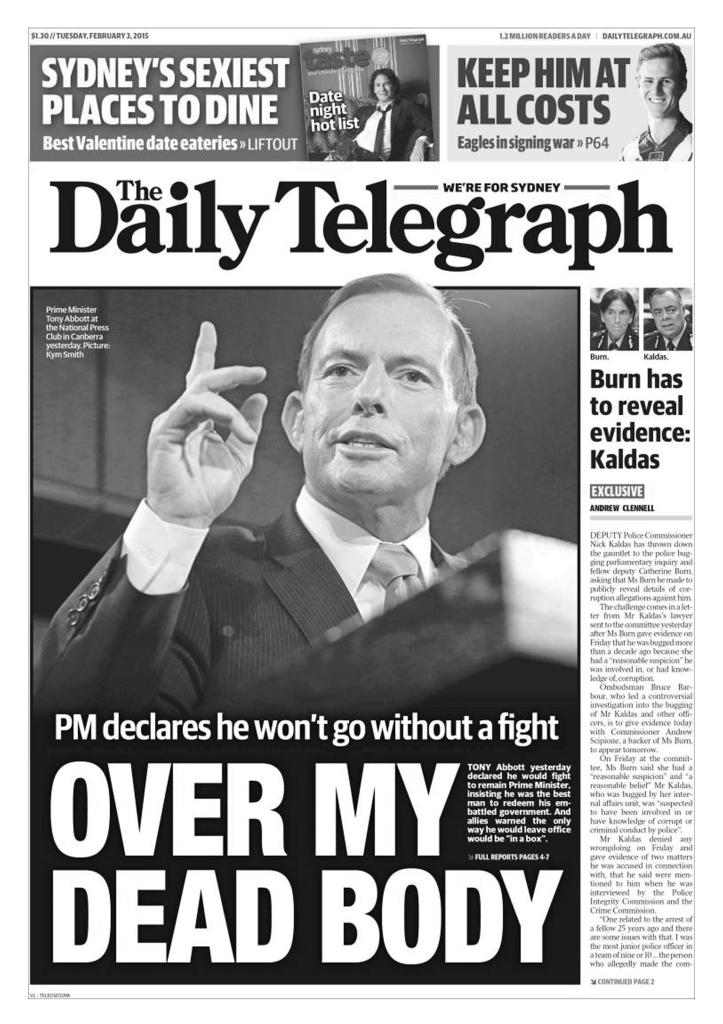 $1.30 // TUESDAY, FEBRUARY 3, 2015
1.2 MILLION READERS A DAY | DAILYTELEGRAPH.COM.AU
SYDNEY'S SEXIEST
PLACES TO DINE
Best Valentine date eateries » LIFTOUT
sydney
taste
Date
night
hot list
KEEP HIM AT
ALL COSTS
Eagles in signing war » P64
WE'RE FOR SYDNEY
The Daily Telegraph
Prime Minister
Tony Abbott at
the National Press
Club in Canberra
yesterday. Picture:
Kym Smith
PM declares he won't go without a fight
OVER MY
DEAD BODY
TONY Abbott yesterday
declared he would fight
to remain Prime Minister,
insisting he was the best
man to redeem his em-
battled government. And
allies warned the only
way he would leave office
would be "in a box".
FULL REPORTS PAGES 4-7
Burn.
Kaldas.
Burn has
to reveal
evidence:
Kaldas
EXCLUSIVE
ANDREW CLENNELL
DEPUTY Police Commissioner
Nick Kaldas has thrown down
the gauntlet to the police bug-
ging parliamentary inquiry and
fellow deputy Catherine Burn,
asking that Ms Burn be made to
publicly reveal details of cor-
ruption allegations against him.
The challenge comes in a let-
ter from Mr Kaldas's lawyer
sent to the committee yesterday
after Ms Burn gave evidence on
Friday that he was bugged more
than a decade ago because she
had a "reasonable suspicion" he
was involved in, or had know-
ledge of, corruption.
Ombudsman Bruce Bar-
bour, who led a controversial
investigation into the bugging
of Mr Kaldas and other offi-
cers, is to give evidence today
with Commissioner Andrew
Scipione, a backer of Ms Burn,
to appear tomorrow.
On Friday at the commit-
tee, Ms Burn said she had a
"reasonable suspicion" and "a
reasonable belief" Mr Kaldas,
who was bugged by her inter-
nal affairs unit, was "suspected
to have been involved in or
have knowledge of corrupt or
criminal conduct by police".
Mr Kaldas denied any
wrongdoing on Friday and
gave evidence of two matters
he was accused in connection
with, that he said were men-
tioned to him when he was
interviewed by the Police
Integrity Commission and the
Crime Commission.
"One related to the arrest of
a fellow 25 years ago and there
are some issues with that. I was
the most junior police officer in
a team of nine or 10 ... the person
who allegedly made the com-
CONTINUED PAGE 2